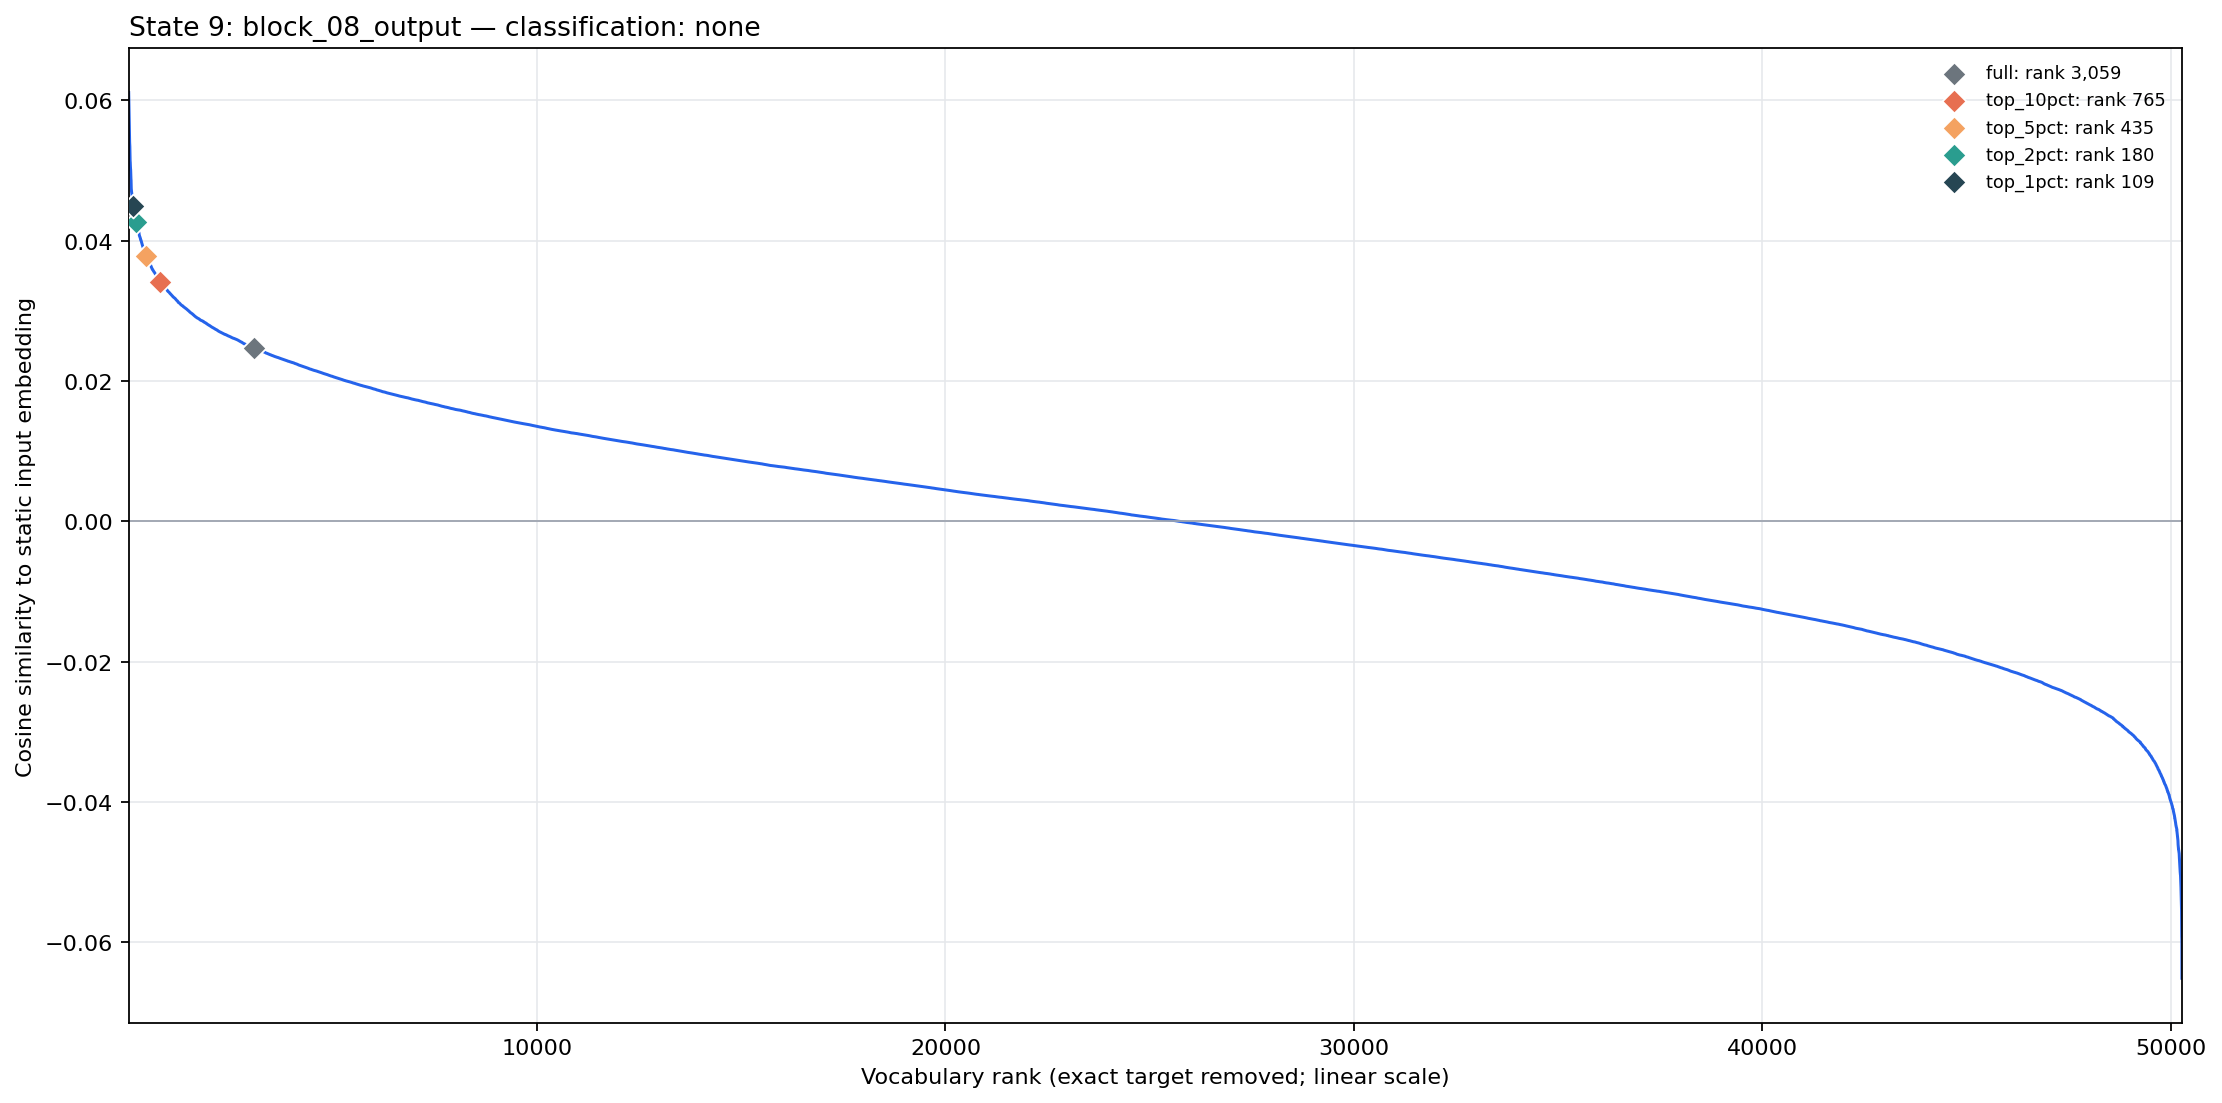 State 9: block_08_output — classification: none
full: rank 3,059
top_10pct: rank 765
top_5pct: rank 435
top_2pct: rank 180
top_1pct: rank 109
Cosine similarity to static input embedding
0.06
0.04
0.02
0.00
−0.02
−0.04
−0.06
10000 20000 30000 40000 50000
Vocabulary rank (exact target removed; linear scale)